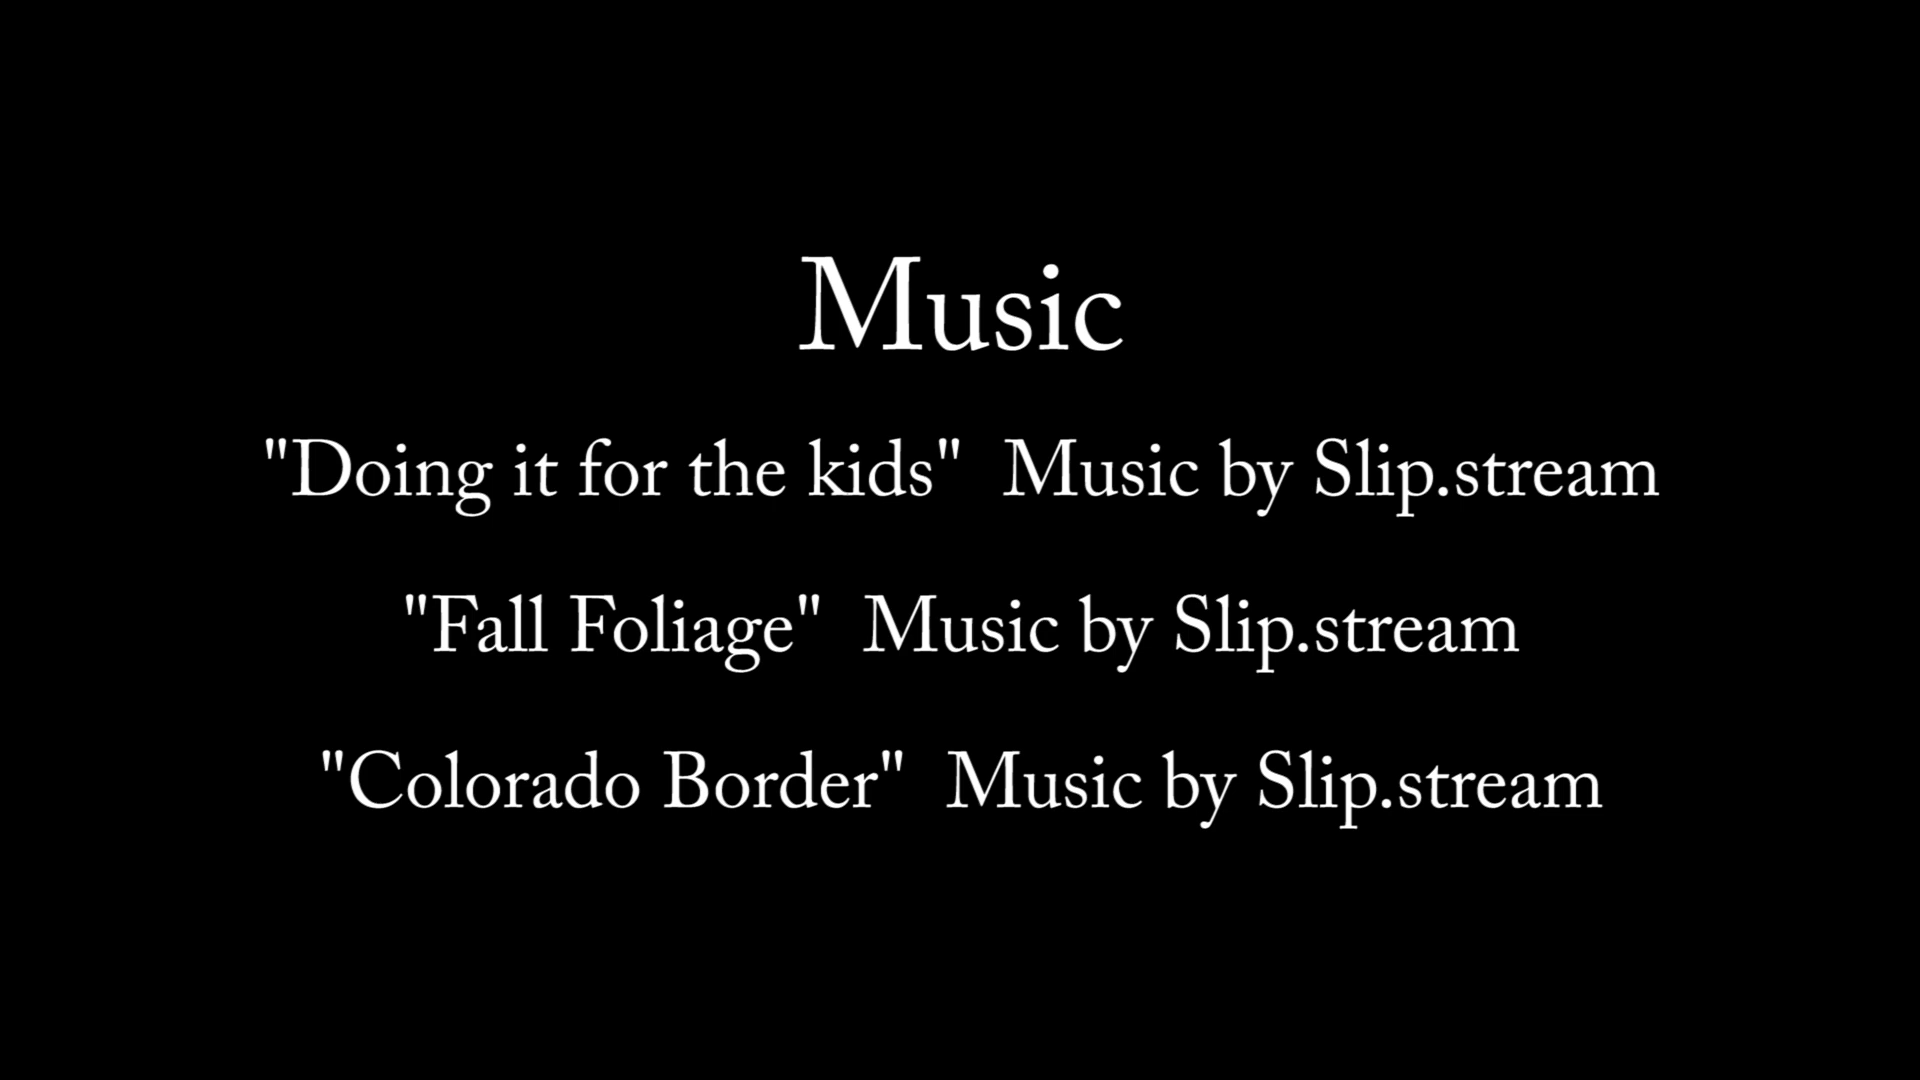 Music
"Doing it for the kids"  Music by Slip.stream
"Fall Foliage"  Music by Slip.stream
"Colorado Border"  Music by Slip.stream